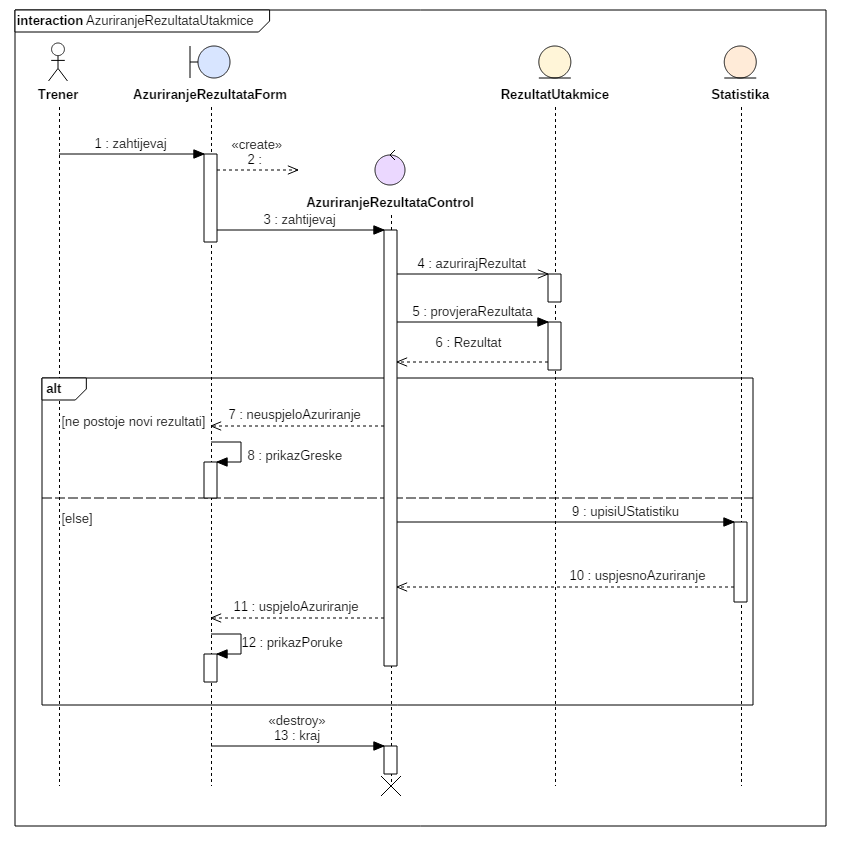 interaction AzuriranjeRezultataUtakmice
Trener
AzuriranjeRezultataForm
RezultatUtakmice
Statistika
1 : zahtijevaj
«create»
2 :
AzuriranjeRezultataControl
3 : zahtijevaj
4 : azurirajRezultat
5 : provjeraRezultata
6 : Rezultat
alt
[ne postoje novi rezultati]
7 : neuspjeloAzuriranje
8 : prikazGreske
[else]
9 : upisiUStatistiku
10 : uspjesnoAzuriranje
11 : uspjeloAzuriranje
12 : prikazPoruke
«destroy»
13 : kraj